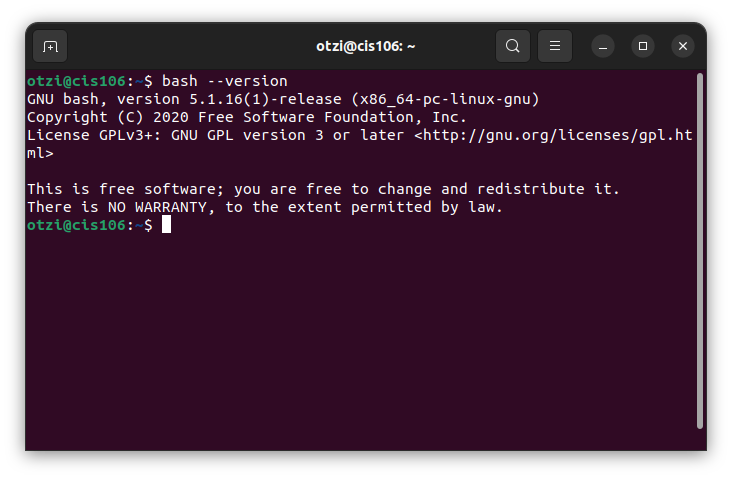 otzi@cis106: ~
otzi@cis106:~$ bash --version
GNU bash, version 5.1.16(1)-release (x86_64-pc-linux-gnu)
Copyright (C) 2020 Free Software Foundation, Inc.
License GPLv3+: GNU GPL version 3 or later <http://gnu.org/licenses/gpl.ht
ml>
This is free software; you are free to change and redistribute it.
There is NO WARRANTY, to the extent permitted by law.
otzi@cis106:~$